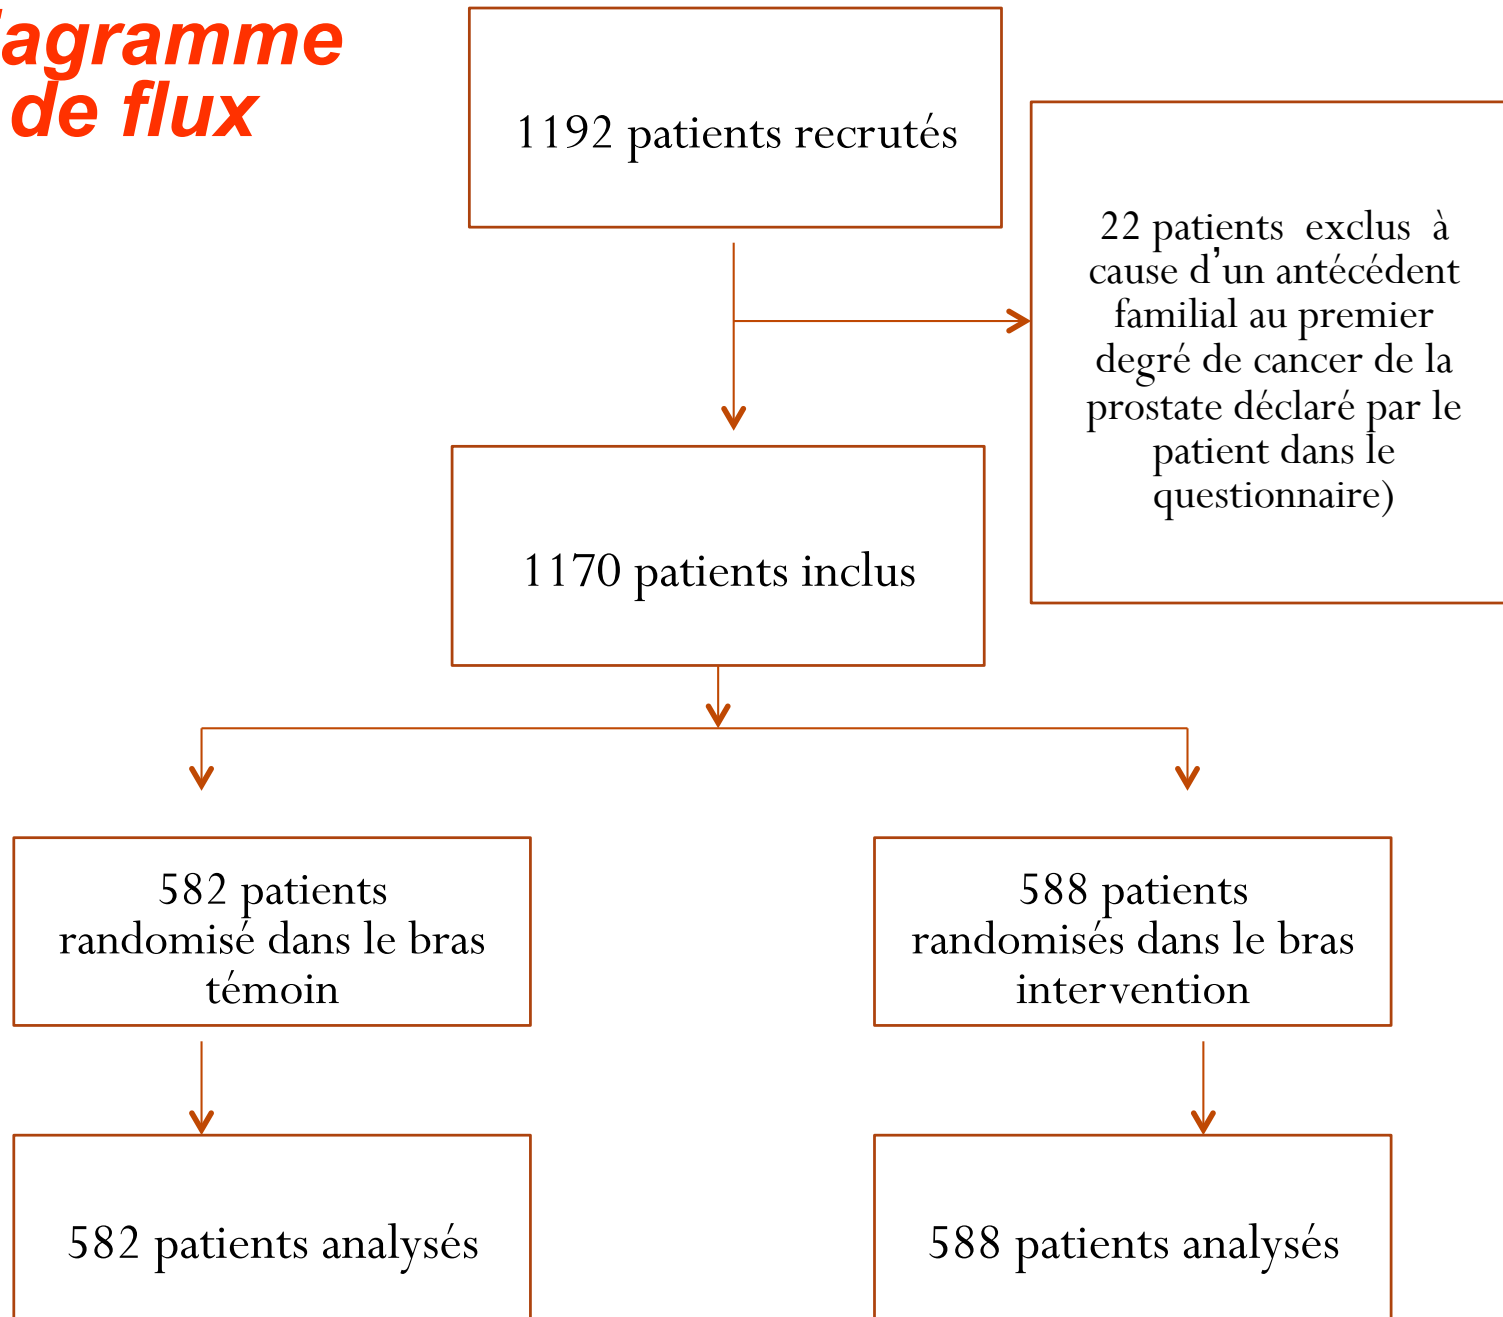 de flux
1192 patients recrutés
22 patients exclus à
cause d’un antécédent
familial au premier
degré de cancer de la
prostate déclaré par le
patient dans le
questionnaire)
1170 patients inclus
582 patients
randomisé dans le bras
témoin
588 patients
randomisés dans le bras
intervention
582 patients analysés
588 patients analysés